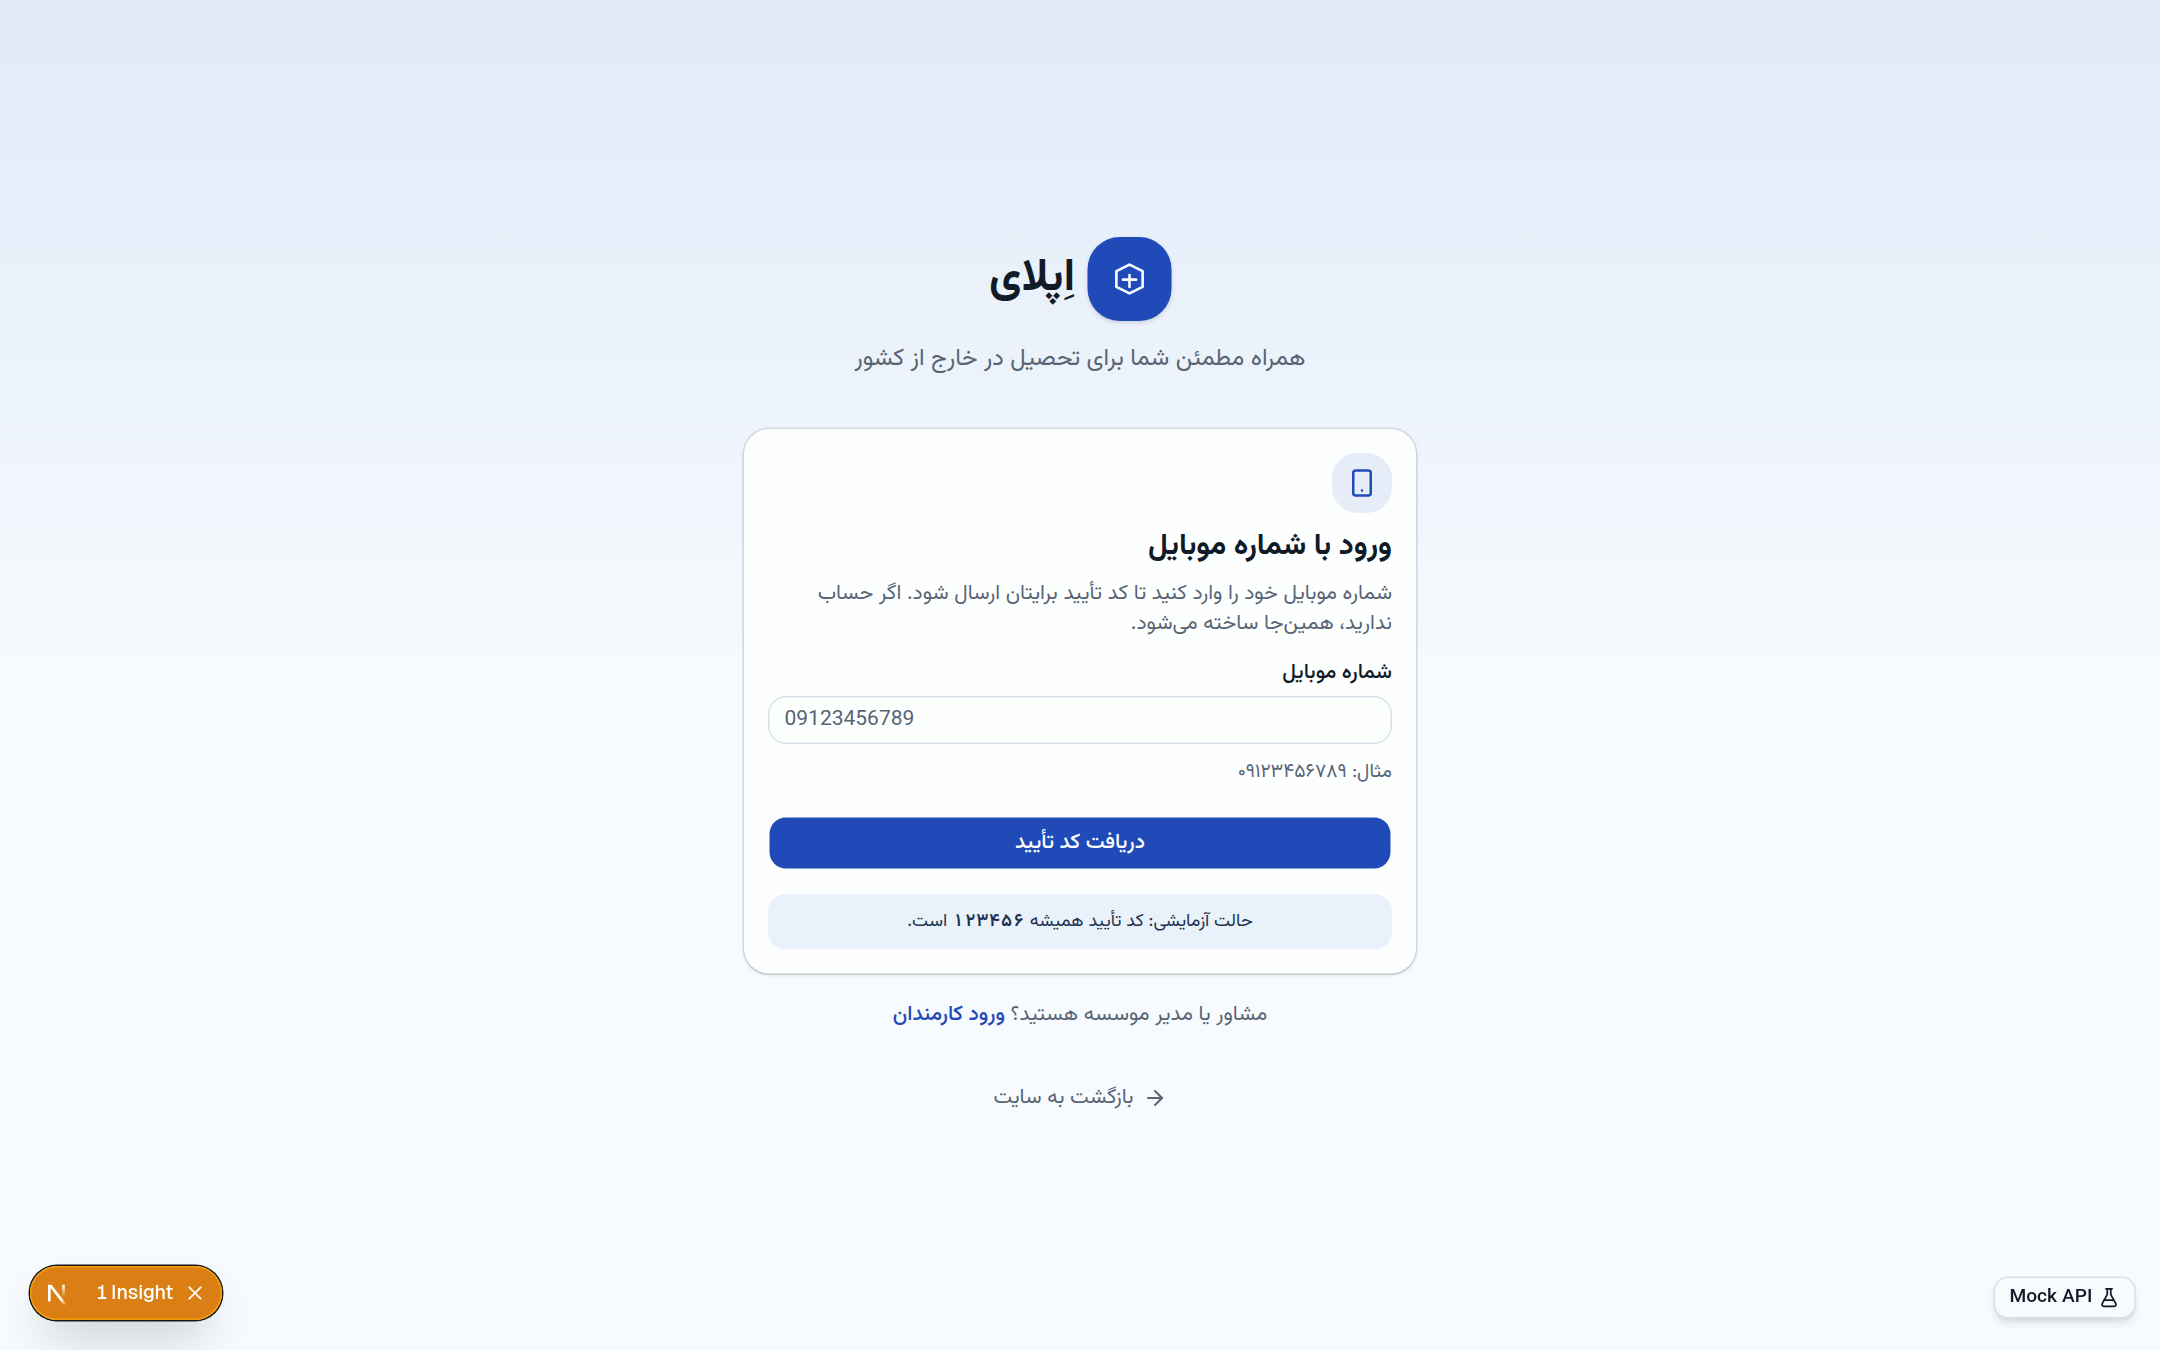 اِپلای
همراه مطمئن شما برای تحصیل در خارج از کشور
ورود با شماره موبایل
شماره موبایل خود را وارد کنید تا کد تأیید برایتان ارسال شود. اگر حساب
ندارید، همین‌جا ساخته می‌شود.
شماره موبایل
09123456789
مثال: ۰۹۱۲۳۴۵۶۷۸۹
دریافت کد تأیید
حالت آزمایشی: کد تأیید همیشه ۱۲۳۴۵۶ است.
مشاور یا مدیر موسسه هستید؟ ورود کارمندان
بازگشت به سایت
1 Insight
Mock API